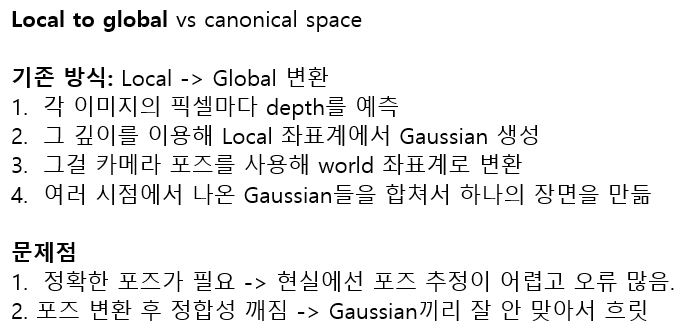 Local to global vs canonical space
기존 방식: Local -> Global 변환
1. 각 이미지의 픽셀마다 depth를 예측
2. 그 깊이를 이용해 Local 좌표계에서 Gaussian 생성
3. 그걸 카메라 포즈를 사용해 world 좌표계로 변환
4. 여러 시점에서 나온 Gaussian들을 합쳐서 하나의 장면을 만듦
문제점
1. 정확한 포즈가 필요 -> 현실에선 포즈 추정이 어렵고 오류 많음.
2. 포즈 변환 후 정합성 깨짐 -> Gaussian끼리 잘 안 맞아서 흐릿